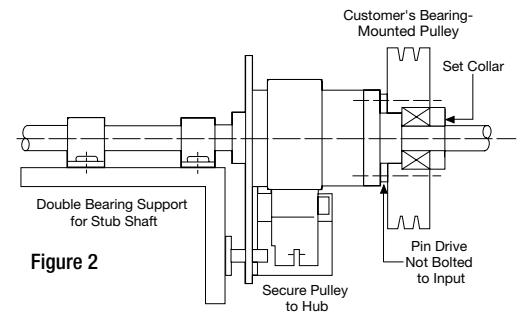 Customer's Bearing-
Mounted Pulley
Set Collar
Double Bearing Support
for Stub Shaft
Figure 2
Secure Pulley
to Hub
Pin Drive
Not Bolted
to Input